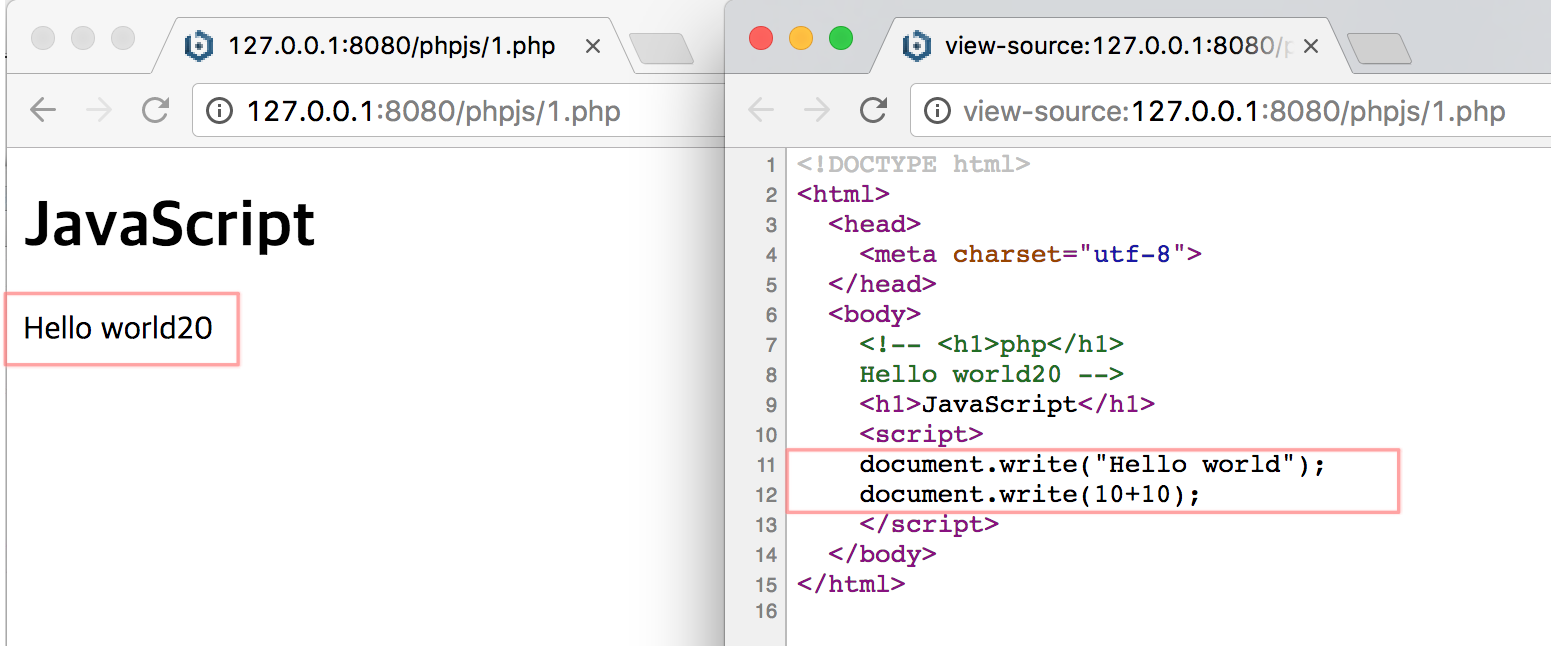 127.0.0.1:8080/phpjs/1.php
127.0.0.1:8080/phpjs/1.php
JavaScript
Hello world20
view-source:127.0.0.1:8080/p
view-source:127.0.0.1:8080/phpjs/1.php
1 <!DOCTYPE html>
2 <html>
3 <head>
4 <meta charset="utf-8">
5 </head>
6 <body>
7 <!-- <h1>php</h1>
8 Hello world20 -->
9 <h1>JavaScript</h1>
10 <script>
11 document.write("Hello world");
12 document.write(10+10);
13 </script>
14 </body>
15 </html>
16